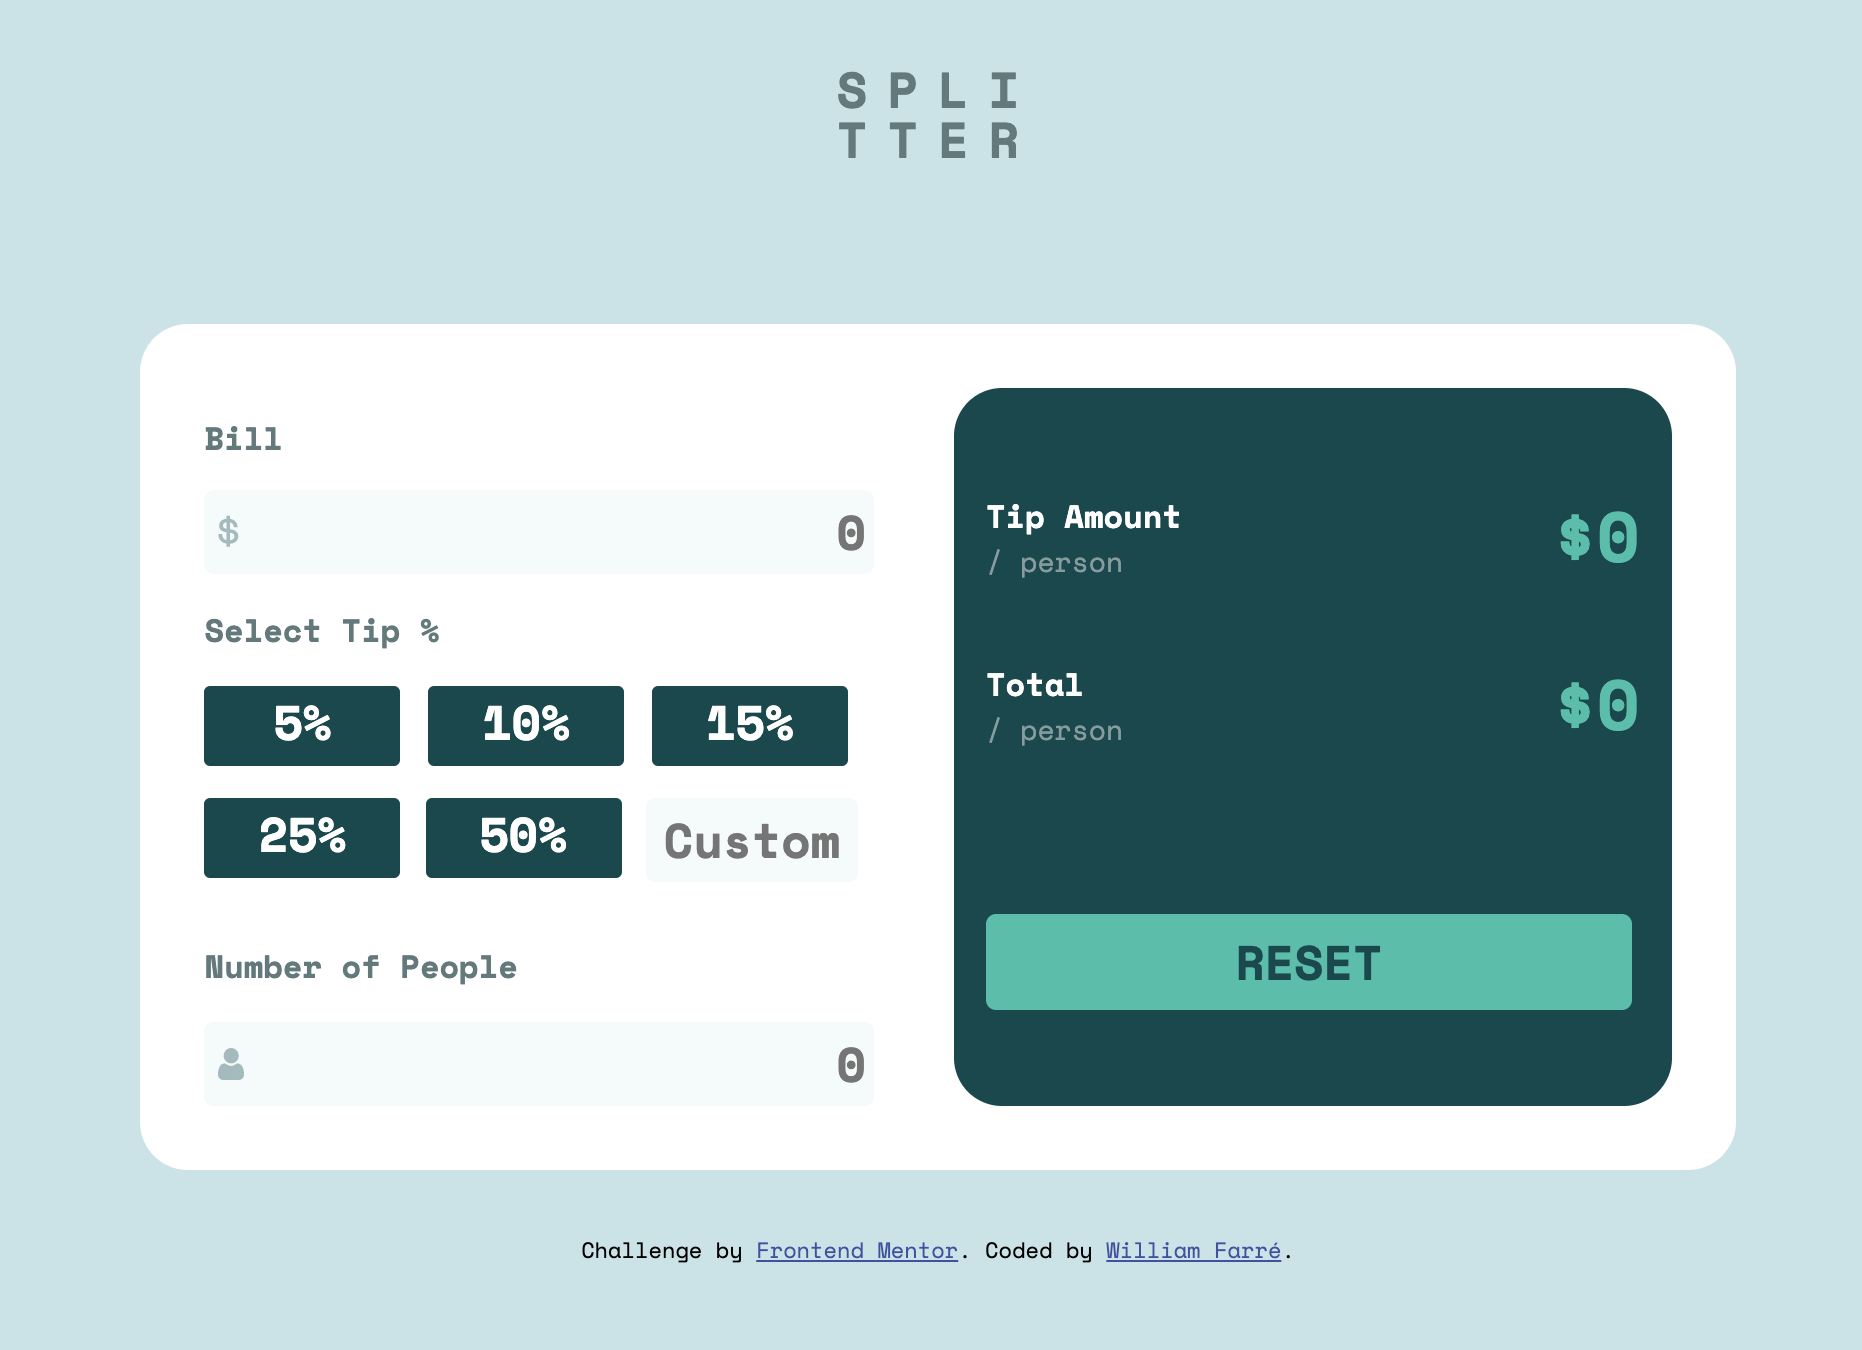 SPLI
TTER
Bill
$ 0
Select Tip %
5% 10% 15%
25% 50% Custom
Number of People
0
Tip Amount
/ person
$0
Total
/ person
$0
RESET
Challenge by Frontend Mentor. Coded by William Farré.